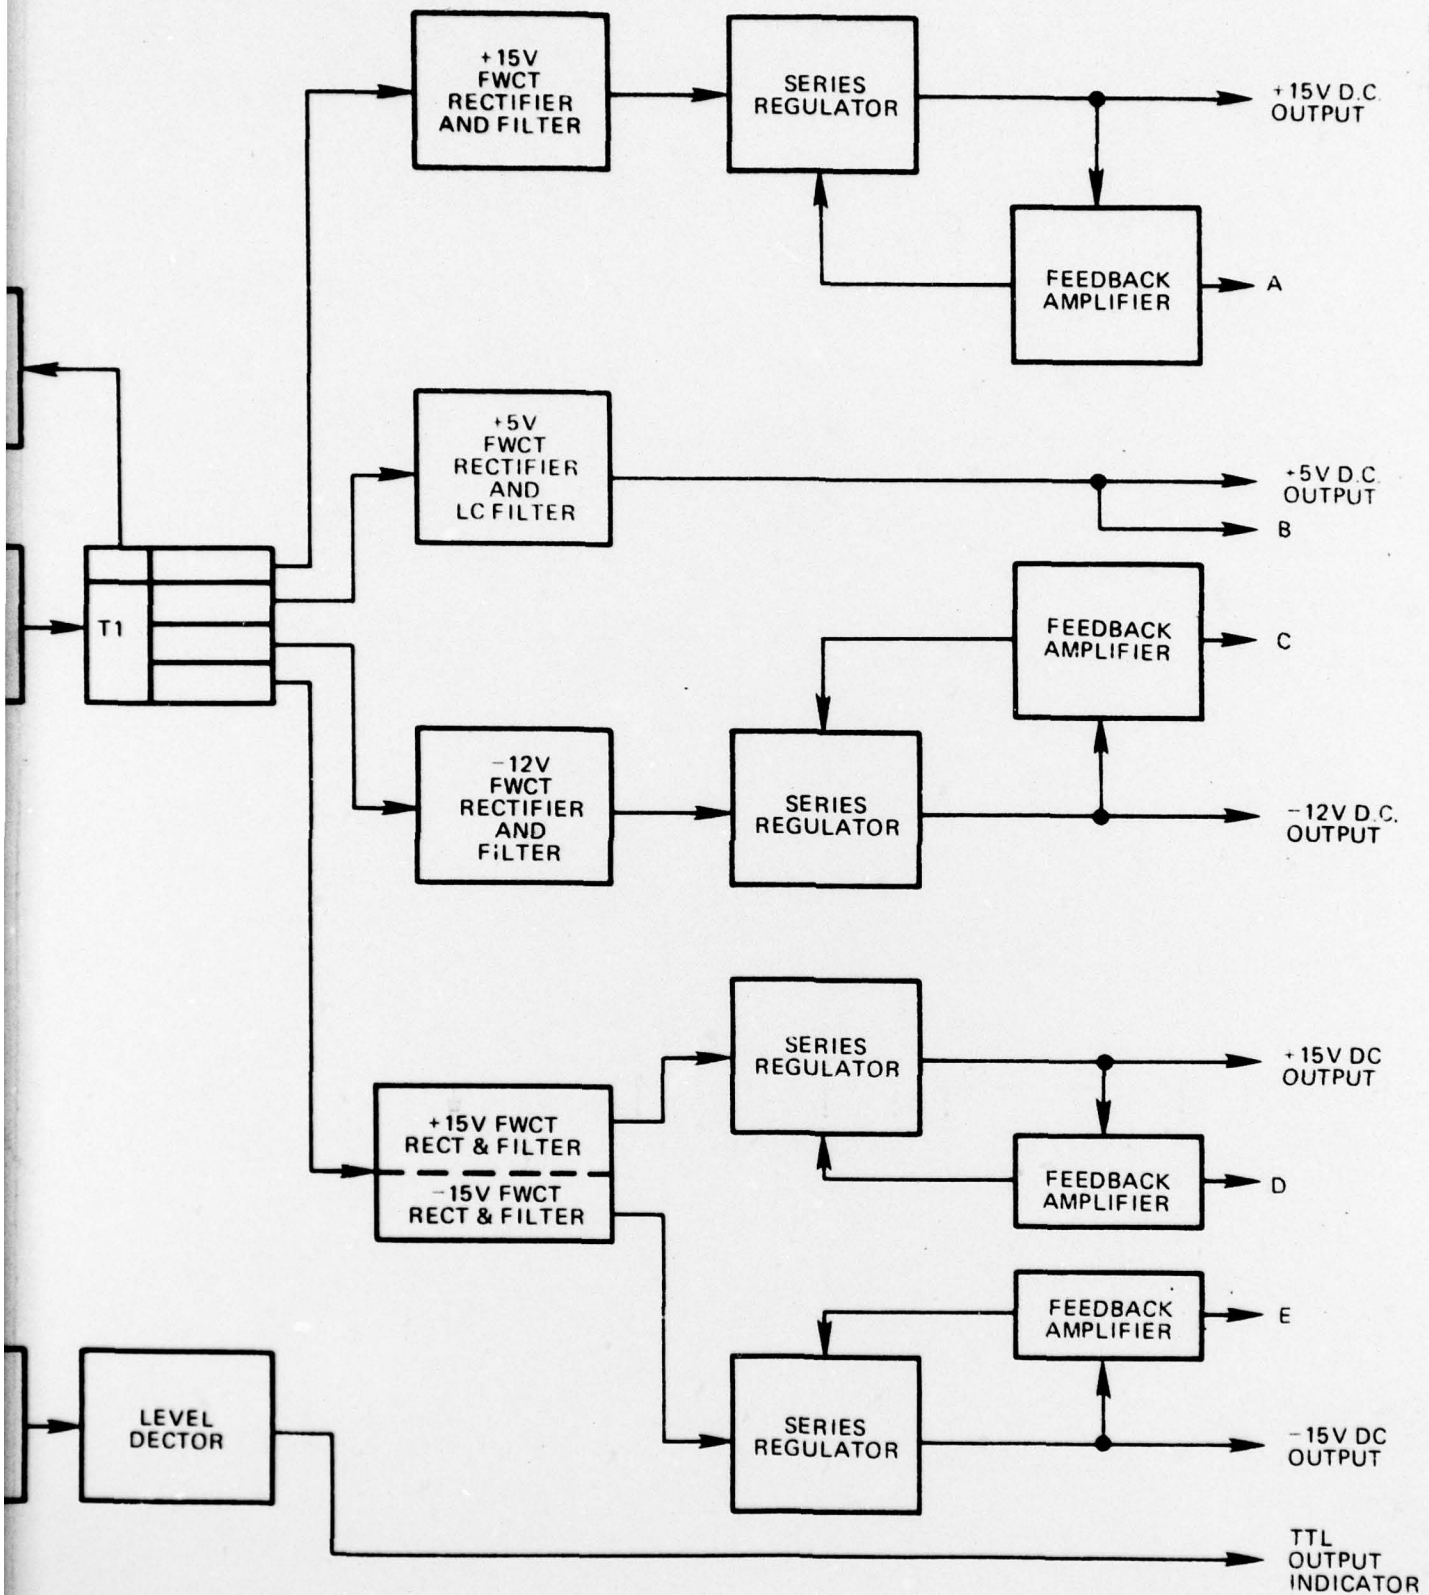 +15V
FWCT
RECTIFIER
AND FILTER
SERIES
REGULATOR
+15V D.C.
OUTPUT
FEEDBACK
AMPLIFIER
A
+5V
FWCT
RECTIFIER
AND
LC FILTER
+5V D.C.
OUTPUT
B
T1
FEEDBACK
AMPLIFIER
C
-12V
FWCT
RECTIFIER
AND
FILTER
SERIES
REGULATOR
-12V D.C.
OUTPUT
SERIES
REGULATOR
+15V DC
OUTPUT
+15V FWCT
RECT & FILTER
-15V FWCT
RECT & FILTER
FEEDBACK
AMPLIFIER
D
FEEDBACK
AMPLIFIER
E
LEVEL
DECTOR
SERIES
REGULATOR
-15V DC
OUTPUT
TTL
OUTPUT
INDICATOR